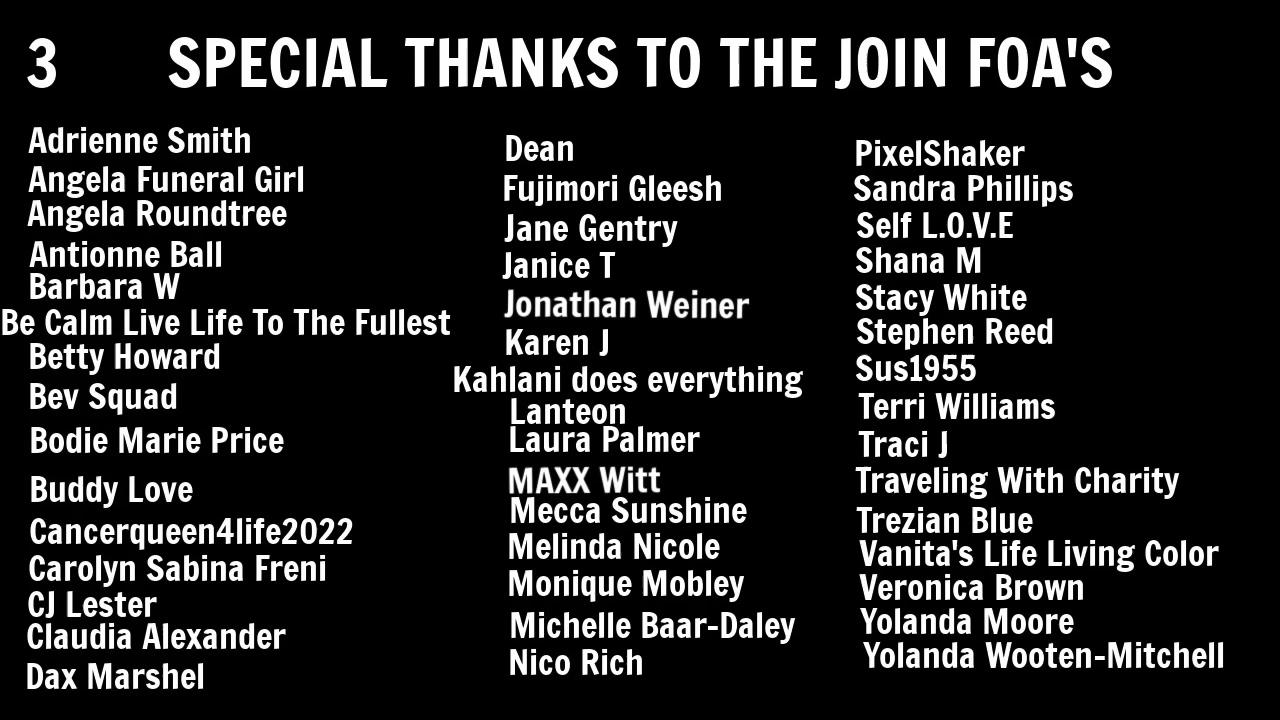 3 SPECIAL THANKS TO THE JOIN FOA'S
Adrienne Smith
Angela Funeral Girl
Angela Roundtree
Antionne Ball
Barbara W
Be Calm Live Life To The Fullest
Betty Howard
Bev Squad
Bodie Marie Price
Buddy Love
Cancerqueen4life2022
Carolyn Sabina Freni
CJ Lester
Claudia Alexander
Dax Marshel
Dean
Fujimori Gleesh
Jane Gentry
Janice T
Jonathan Weiner
Karen J
Kahlani does everything
Lanteon
Laura Palmer
MAXX Witt
Mecca Sunshine
Melinda Nicole
Monique Mobley
Michelle Baar-Daley
Nico Rich
PixelShaker
Sandra Phillips
Self L.O.V.E
Shana M
Stacy White
Stephen Reed
Sus1955
Terri Williams
Traci J
Traveling With Charity
Trezian Blue
Vanita's Life Living Color
Veronica Brown
Yolanda Moore
Yolanda Wooten-Mitchell